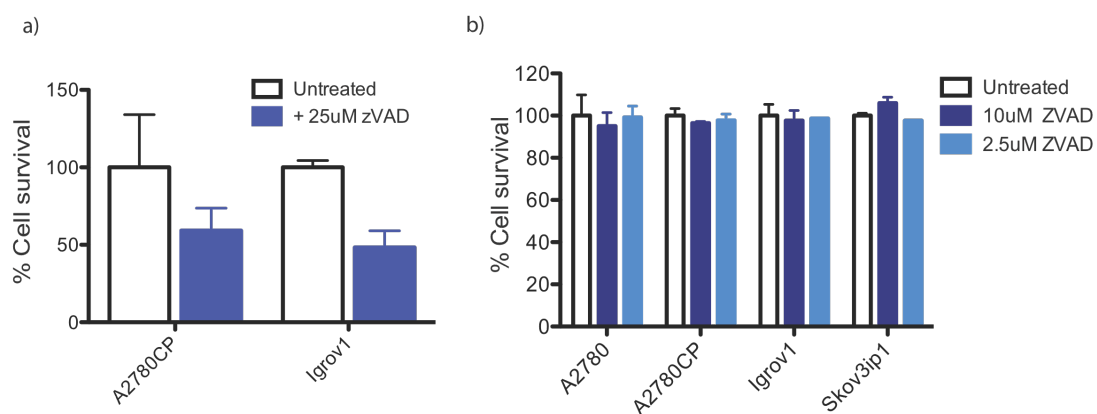 a)
% Cell survival
150
100
50
0
Untreated
+ 25uM zVAD
A2780CP
Igrov1
b)
% Cell survival
120
100
80
60
40
20
0
Untreated
10uM ZVAD
2.5uM ZVAD
A2780
A2780CP
Igrov1
Skov3ip1